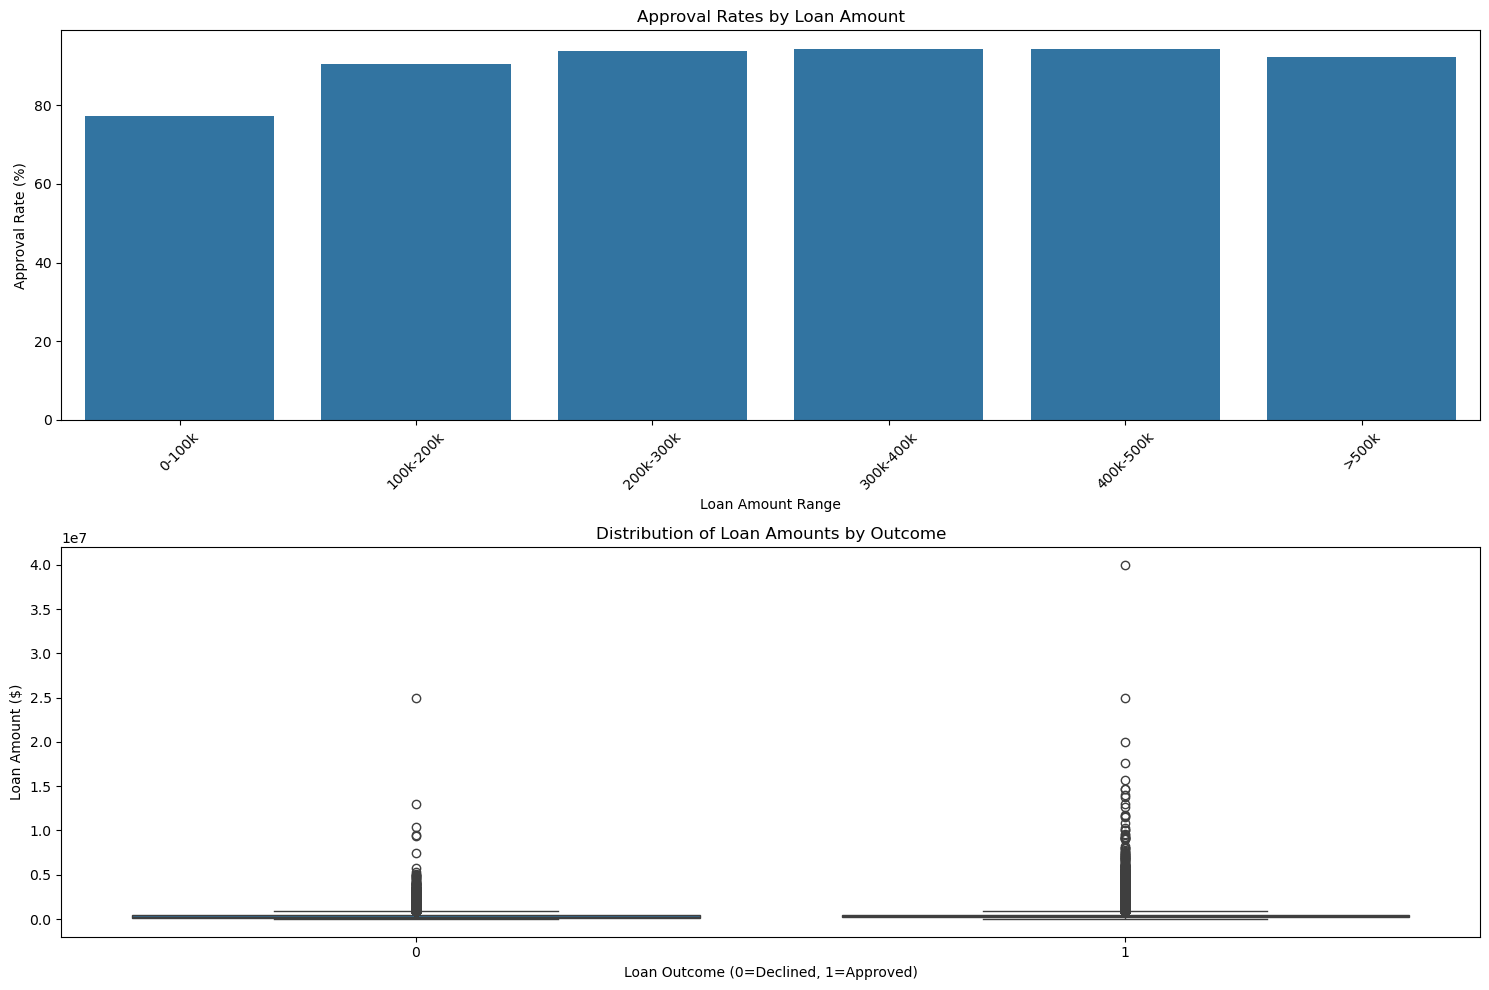 Approval Rates by Loan Amount
Approval Rate (%)
80
60
40
20
0
0-100k
100k-200k
200k-300k
300k-400k
400k-500k
>500k
Loan Amount Range
Distribution of Loan Amounts by Outcome
1e7
Loan Amount ($)
4.0
3.5
3.0
2.5
2.0
1.5
1.0
0.5
0.0
0
1
Loan Outcome (0=Declined, 1=Approved)